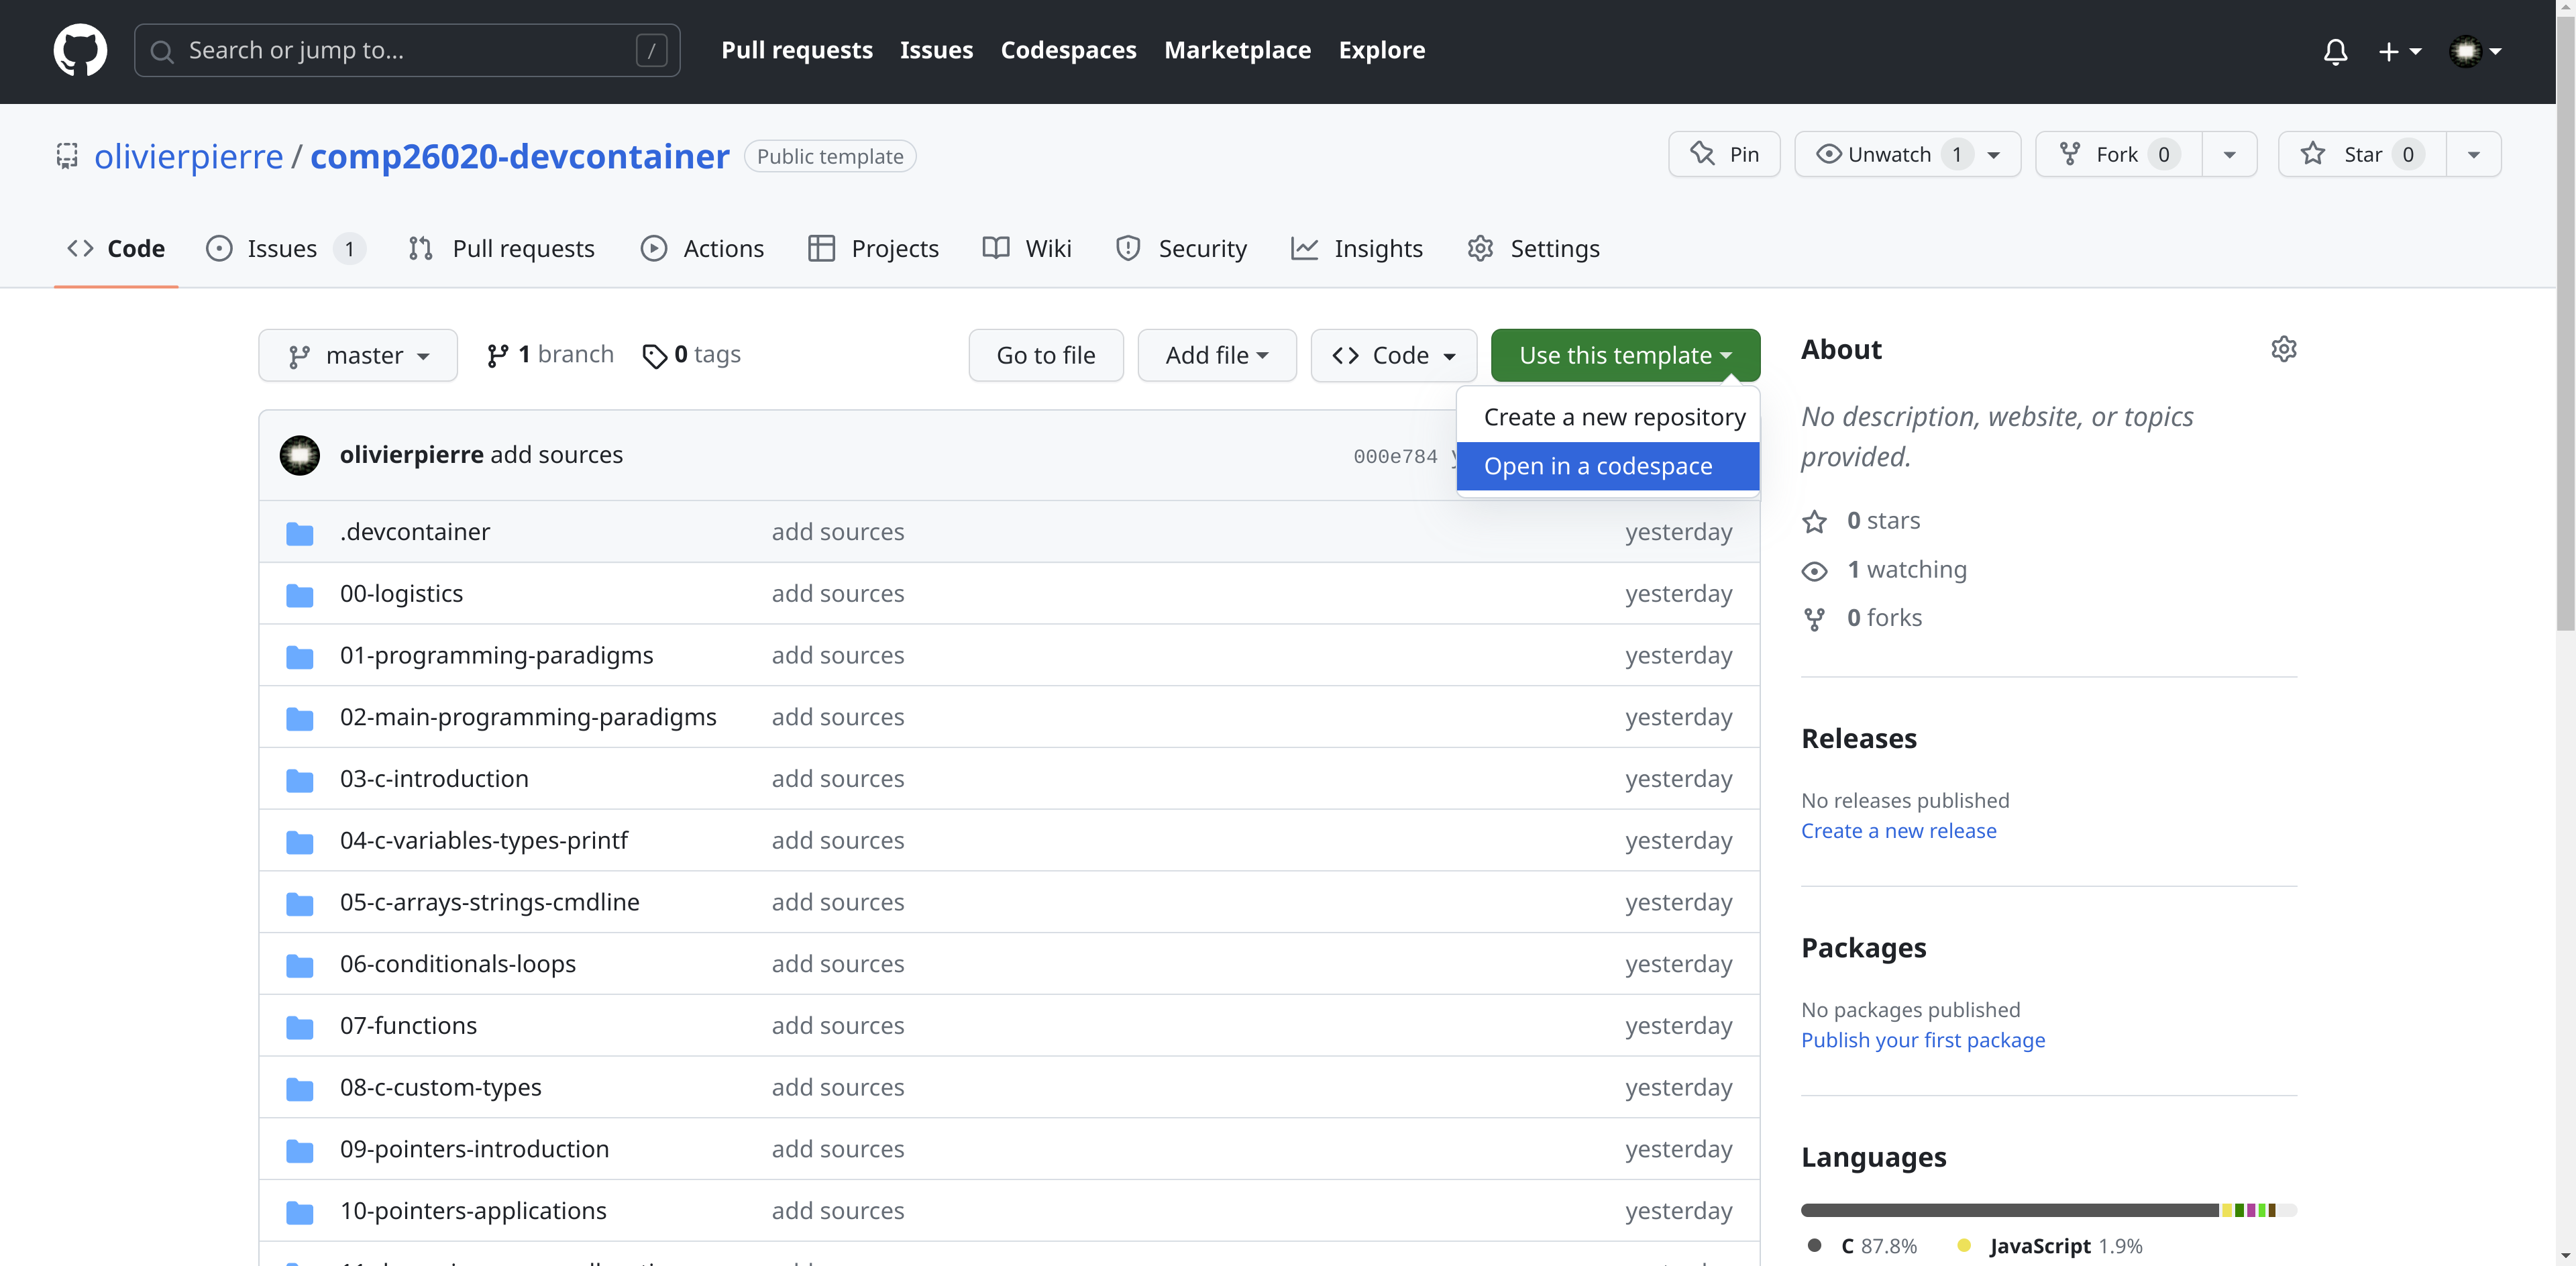 Search or jump to... /
Pull requests Issues Codespaces Marketplace Explore
olivierpierre / comp26020-devcontainer Public template
Pin Unwatch 1 Fork 0 Star 0
Code Issues 1 Pull requests Actions Projects Wiki Security Insights Settings
master 1 branch 0 tags Go to file Add file Code Use this template
Create a new repository
Open in a codespace
olivierpierre add sources 000e784
.devcontainer add sources yesterday
00-logistics add sources yesterday
01-programming-paradigms add sources yesterday
02-main-programming-paradigms add sources yesterday
03-c-introduction add sources yesterday
04-c-variables-types-printf add sources yesterday
05-c-arrays-strings-cmdline add sources yesterday
06-conditionals-loops add sources yesterday
07-functions add sources yesterday
08-c-custom-types add sources yesterday
09-pointers-introduction add sources yesterday
10-pointers-applications add sources yesterday
About
No description, website, or topics
provided.
0 stars
1 watching
0 forks
Releases
No releases published
Create a new release
Packages
No packages published
Publish your first package
Languages
C 87.8% JavaScript 1.9%